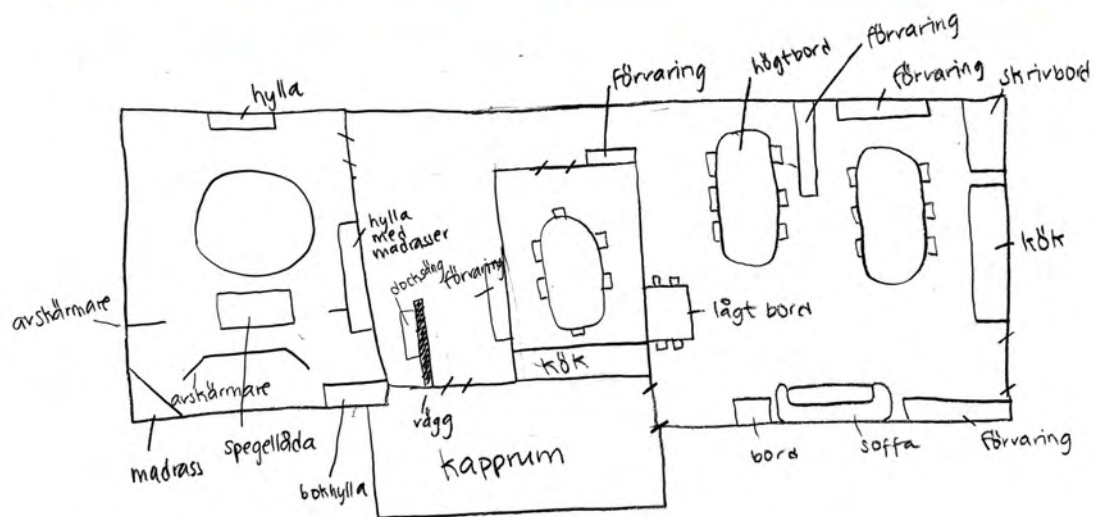 hylla
förvaring
högtbord
förvaring
förvaring
skrivbord
hylla
med
madrasser
docksäng
förvaring
kök
avskärmare
lågt bord
kök
avskärmare
vägg
spegellåda
madrass
bokhylla
kapprum
bord
soffa
förvaring